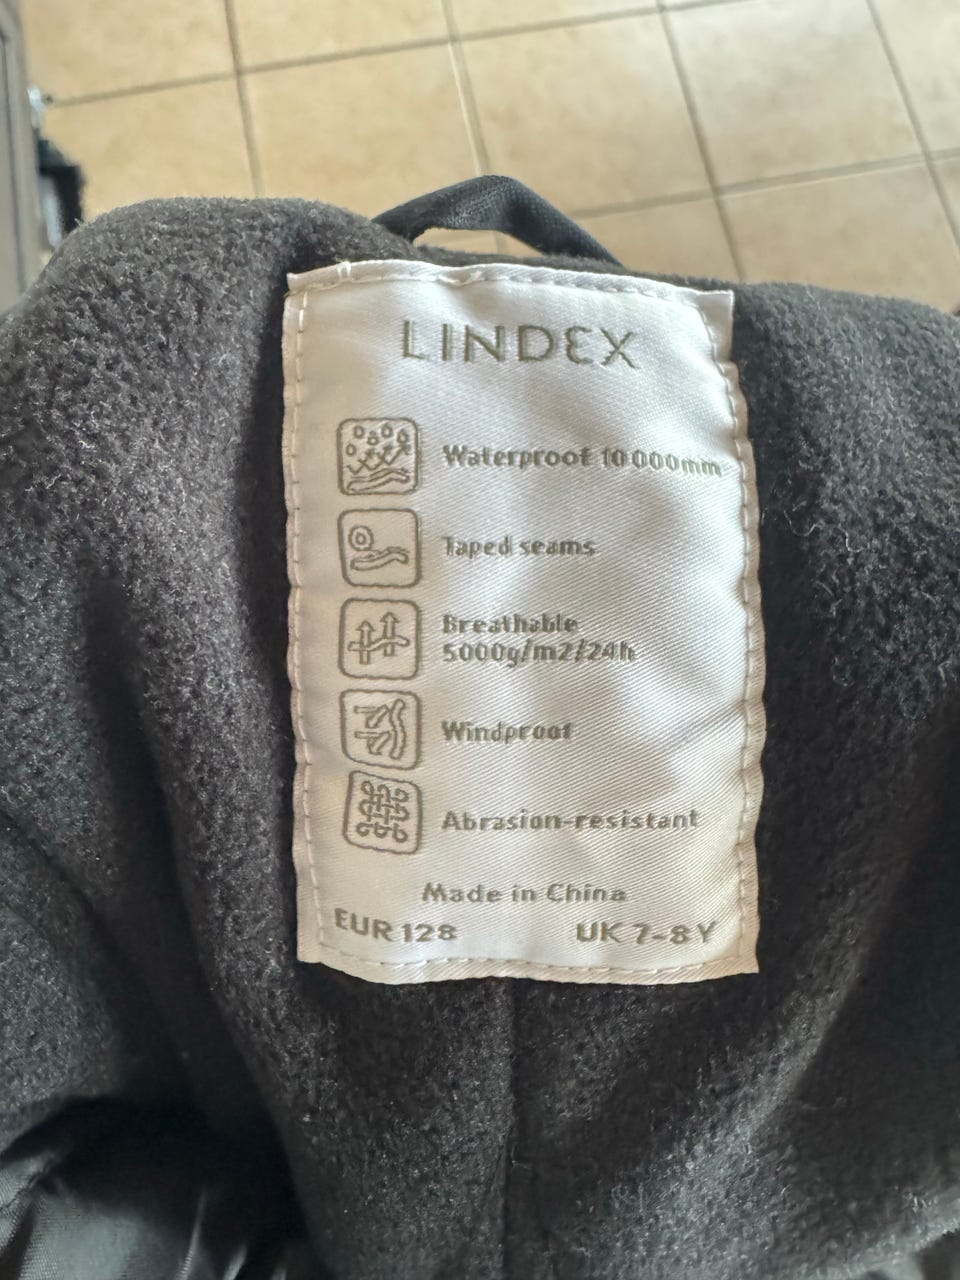 LINDEX
Waterproof 10 000mm
Taped seams
Breathable
5000g/m2/24h
Windproof
Abrasion-resistant
Made in China
EUR 128 UK 7-8 Y